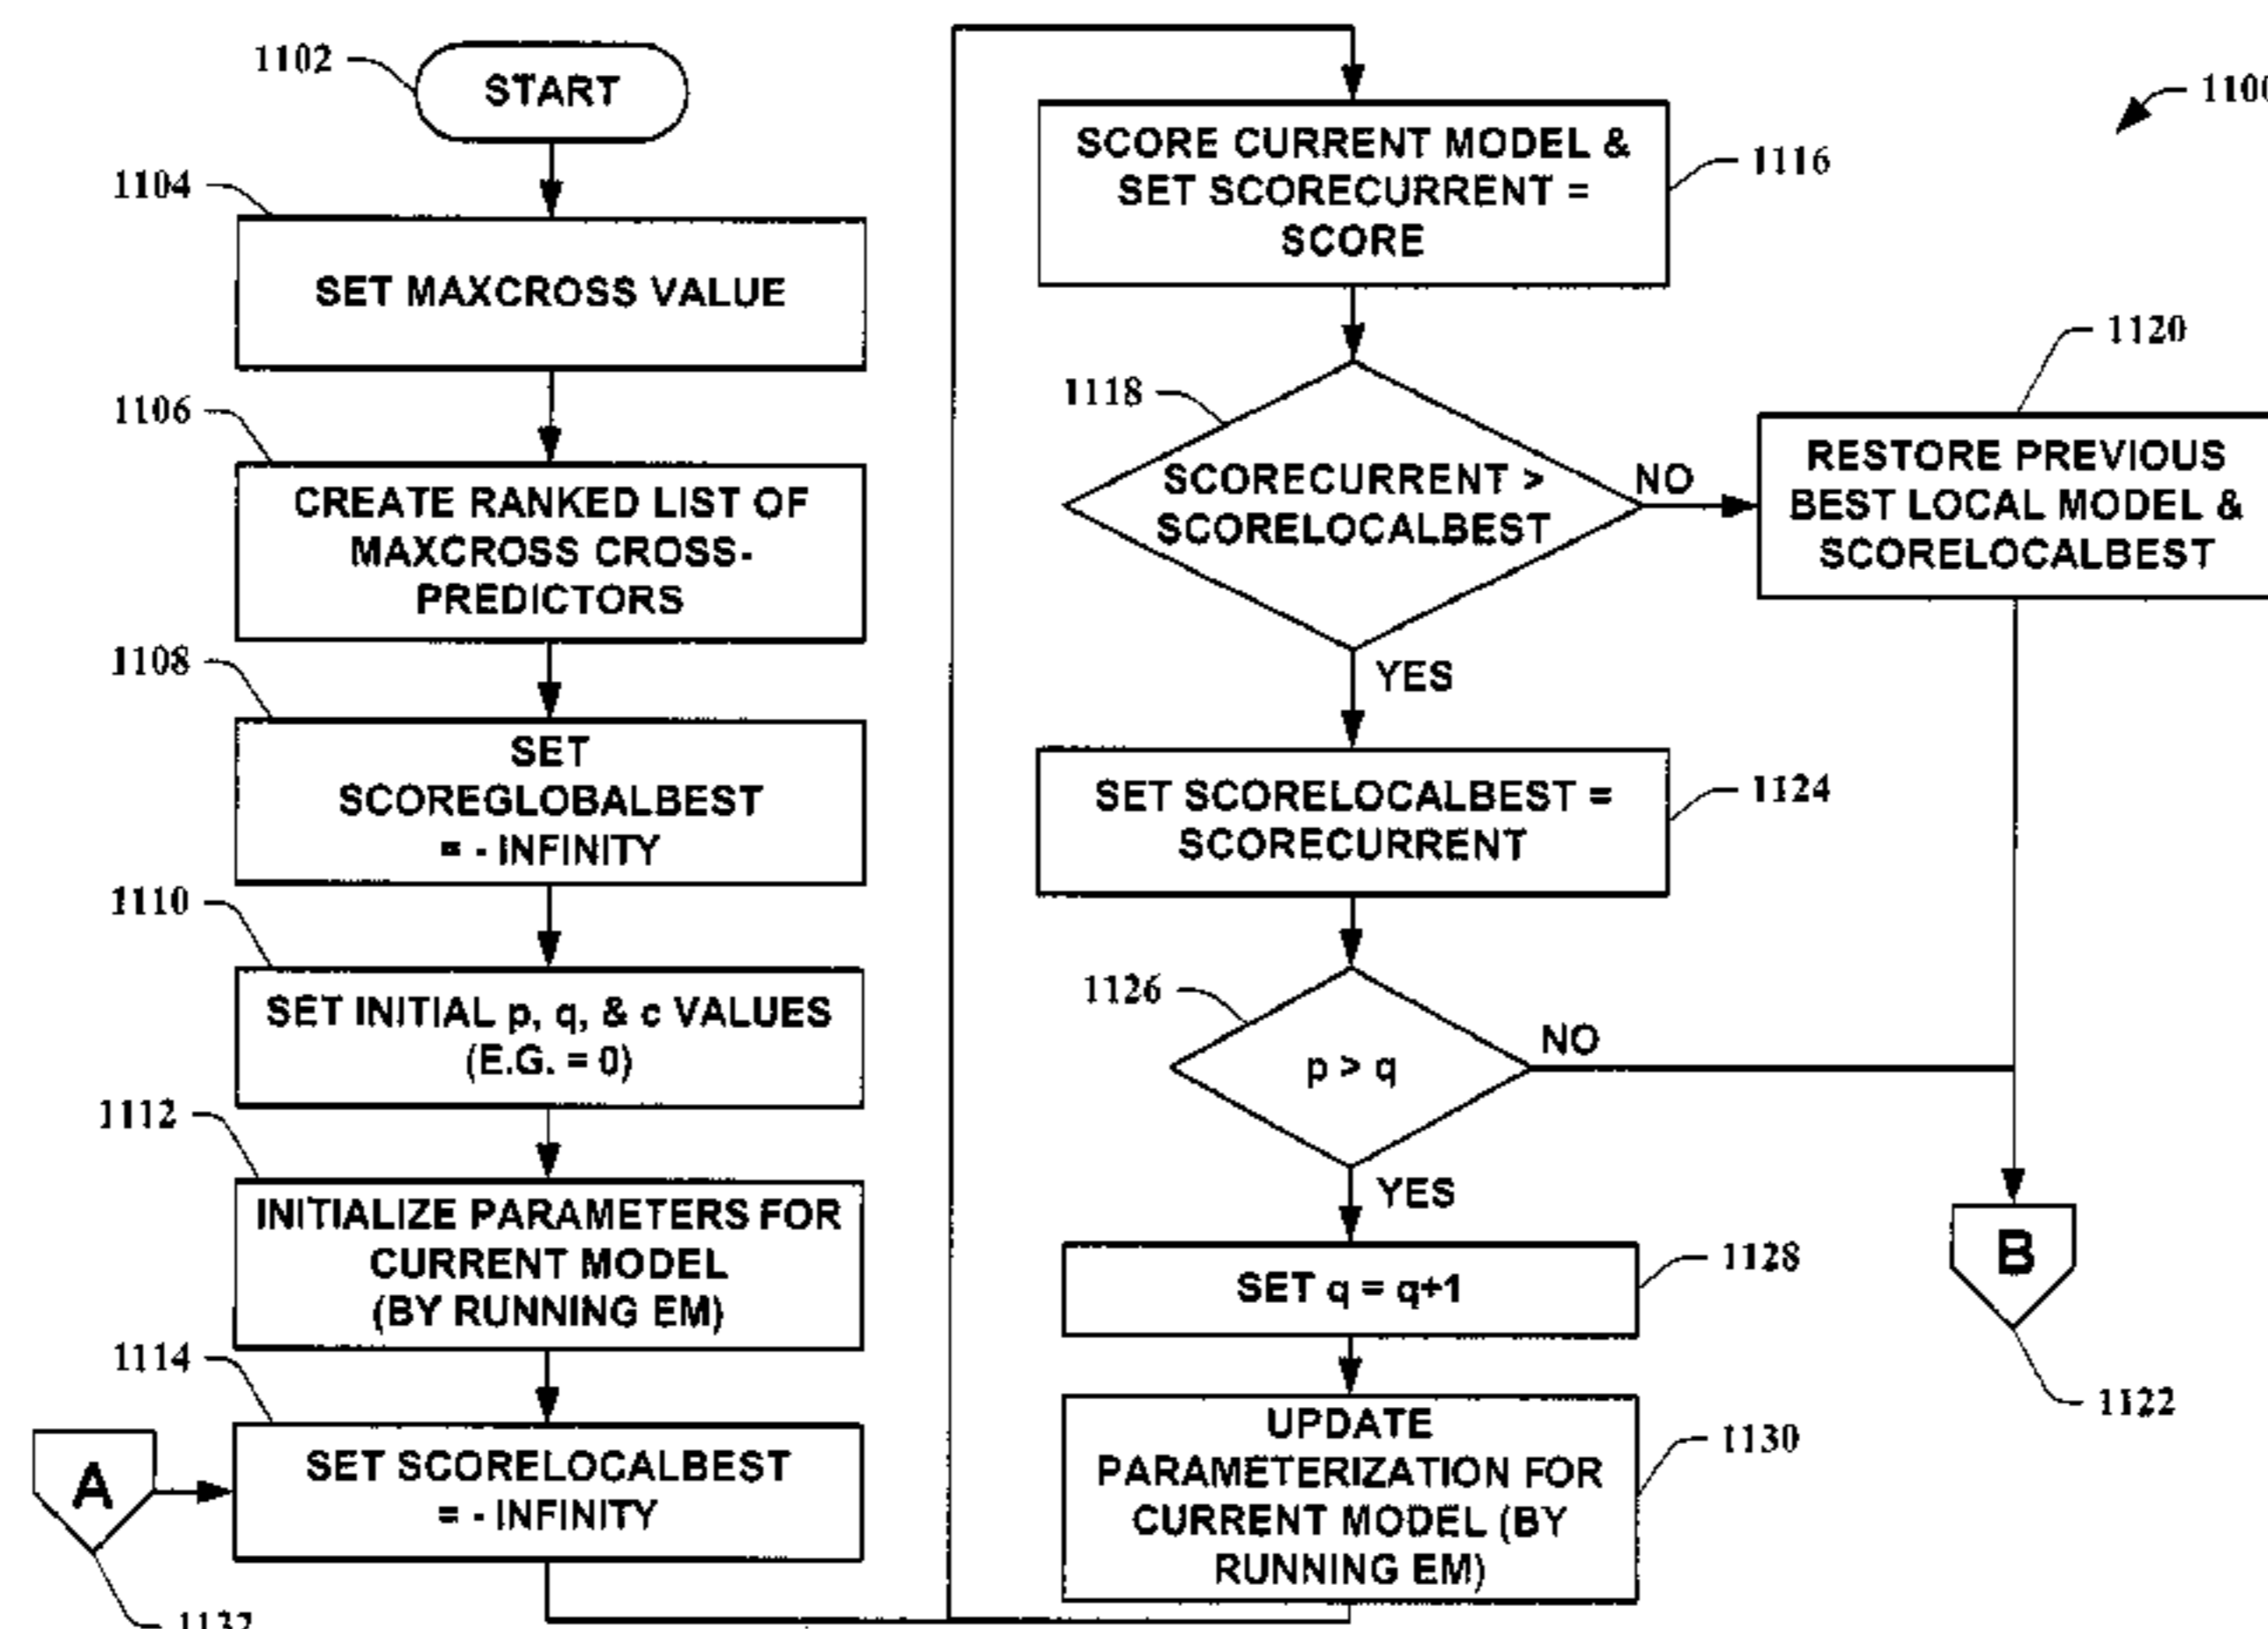 1102
START
1104
SET MAXCROSS VALUE
1106
CREATE RANKED LIST OF
MAXCROSS CROSS-
PREDICTORS
1108
SET
SCOREGLOBALBEST
= - INFINITY
1110
SET INITIAL p, q, & c VALUES
(E.G. = 0)
1112
INITIALIZE PARAMETERS FOR
CURRENT MODEL
(BY RUNNING EM)
1114
A
SET SCORELOCALBEST
= - INFINITY
1132
1100
SCORE CURRENT MODEL &
SET SCORECURRENT =
SCORE
1116
1118
SCORECURRENT >
SCORELOCALBEST
NO
1120
RESTORE PREVIOUS
BEST LOCAL MODEL &
SCORELOCALBEST
YES
SET SCORELOCALBEST =
SCORECURRENT
1124
1126
p > q
NO
YES
SET q = q+1
1128
B
1122
UPDATE
PARAMETERIZATION FOR
CURRENT MODEL (BY
RUNNING EM)
1130